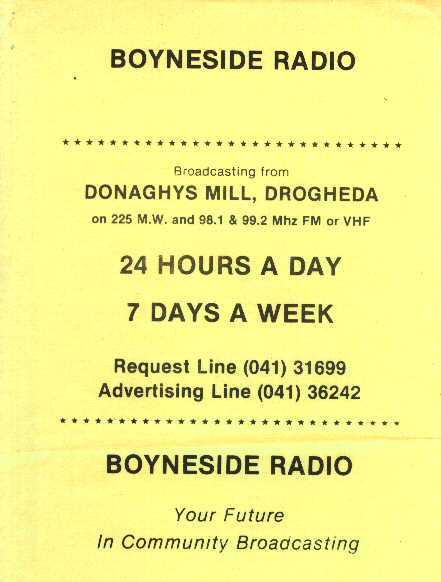 BOYNESIDE RADIO
Broadcasting from
DONAGHYS MILL, DROGHEDA
on 225 M.W. and 98.1 & 99.2 Mhz FM or VHF
24 HOURS A DAY
7 DAYS A WEEK
Request Line (041) 31699
Advertising Line (041) 36242
BOYNESIDE RADIO
Your Future
In Community Broadcasting